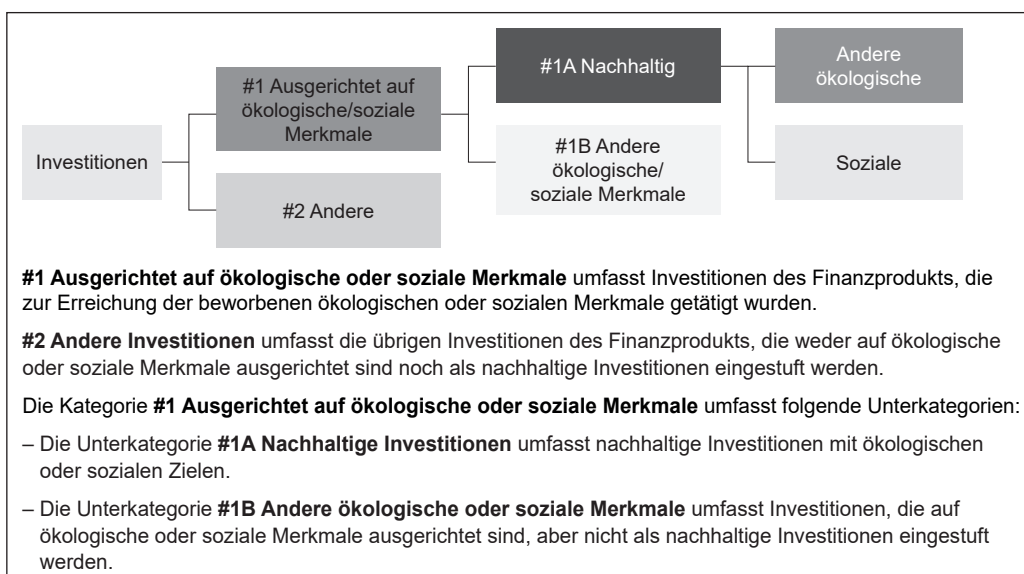 Investitionen
#1 Ausgerichtet auf
ökologische/soziale
Merkmale
#2 Andere
#1A Nachhaltig
#1B Andere
ökologische/
soziale Merkmale
Andere
ökologische
Soziale
#1 Ausgerichtet auf ökologische oder soziale Merkmale umfasst Investitionen des Finanzprodukts, die
zur Erreichung der beworbenen ökologischen oder sozialen Merkmale getätigt wurden.
#2 Andere Investitionen umfasst die übrigen Investitionen des Finanzprodukts, die weder auf ökologische
oder soziale Merkmale ausgerichtet sind noch als nachhaltige Investitionen eingestuft werden.
Die Kategorie #1 Ausgerichtet auf ökologische oder soziale Merkmale umfasst folgende Unterkategorien:
– Die Unterkategorie #1A Nachhaltige Investitionen umfasst nachhaltige Investitionen mit ökologischen
oder sozialen Zielen.
– Die Unterkategorie #1B Andere ökologische oder soziale Merkmale umfasst Investitionen, die auf
ökologische oder soziale Merkmale ausgerichtet sind, aber nicht als nachhaltige Investitionen eingestuft
werden.